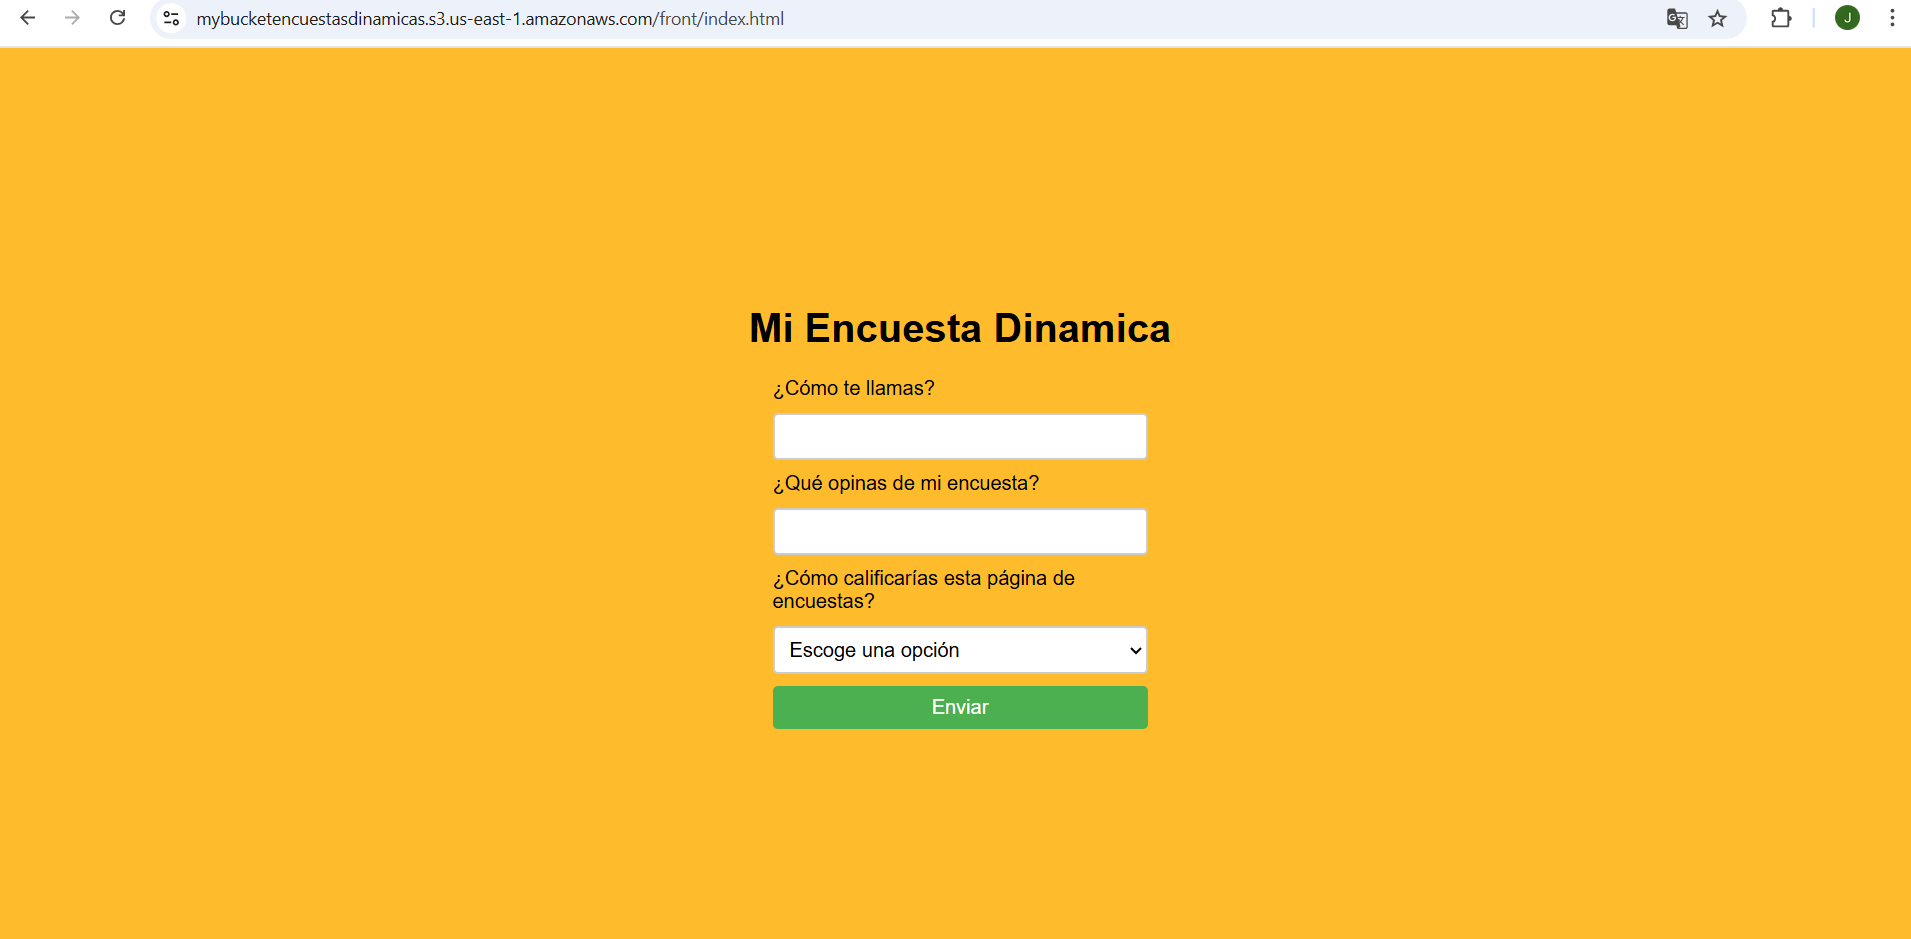 mybucketencuestasdinamicas.s3.us-east-1.amazonaws.com/front/index.html
J
Mi Encuesta Dinamica
¿Cómo te llamas?
¿Qué opinas de mi encuesta?
¿Cómo calificarías esta página de
encuestas?
Escoge una opción
Enviar